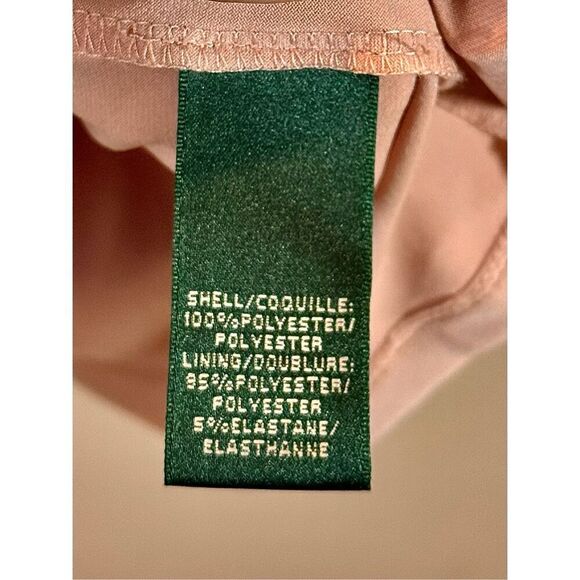 SHELL/COQUILLE:
100%POLYESTER/
POLYESTER
LINING/DOUBLURE:
95%POLYESTER/
POLYESTER
5%ELASTANE/
ELASTHANNE